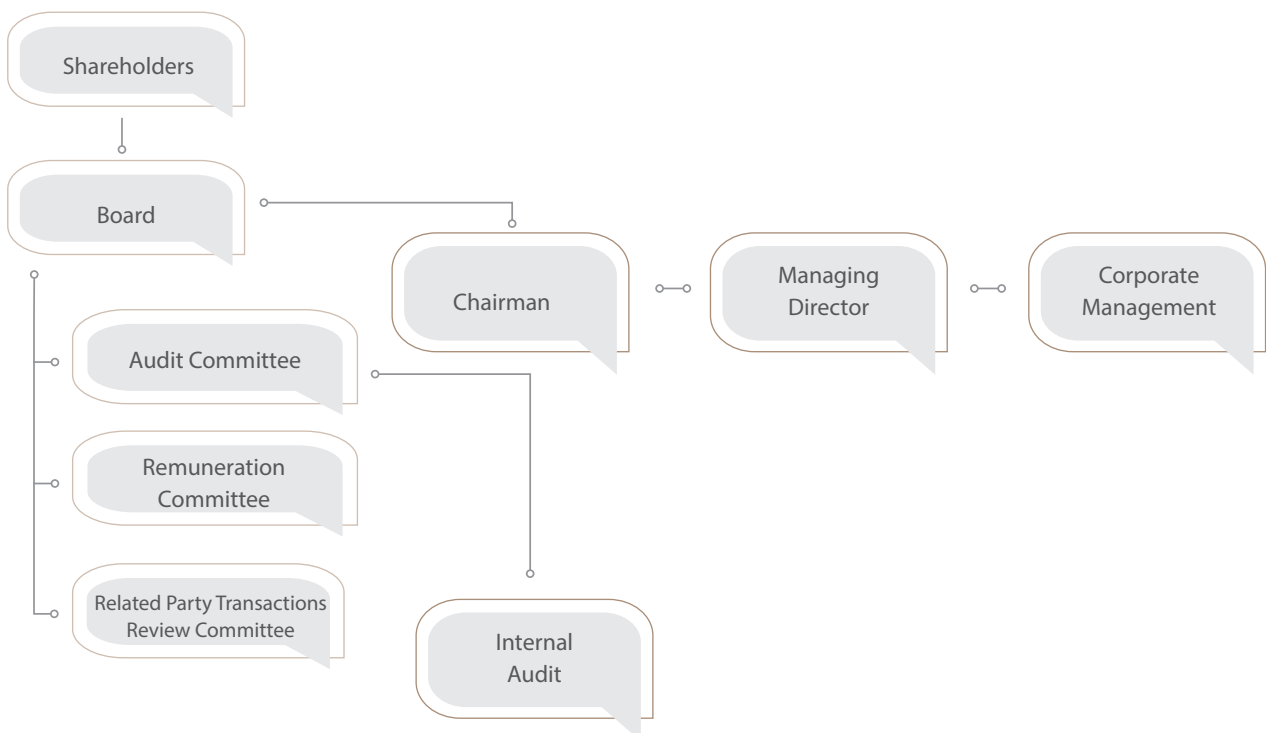 Shareholders
Board
Chairman
Managing
Director
Corporate
Management
Audit Committee
Remuneration
Committee
Related Party Transactions
Review Committee
Internal
Audit